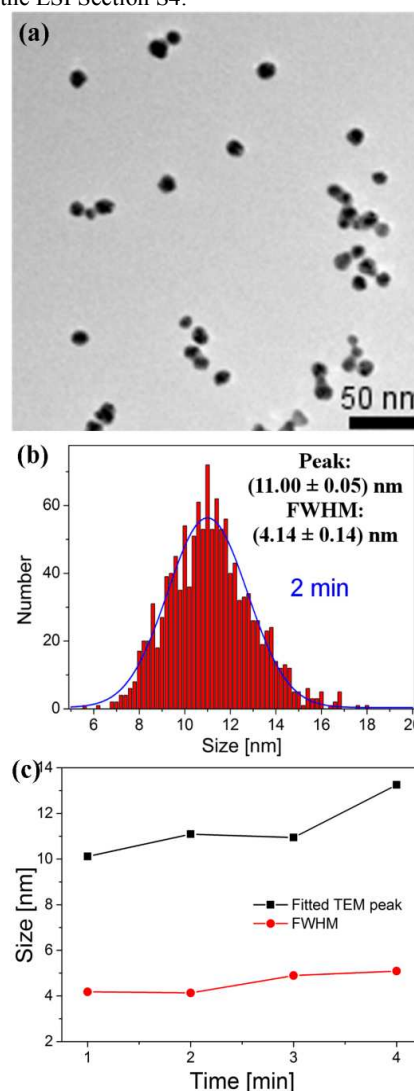 the ESI Section S4.
(a)
50 nm
(b)
Peak:
(11.00 ± 0.05) nm
FWHM:
(4.14 ± 0.14) nm
2 min
60
40
20
0
Number
6 8 10 12 14 16 18 20
Size [nm]
(c)
14
12
10
8
6
4
2
Size [nm]
Fitted TEM peak
FWHM
1 2 3 4
Time [min]